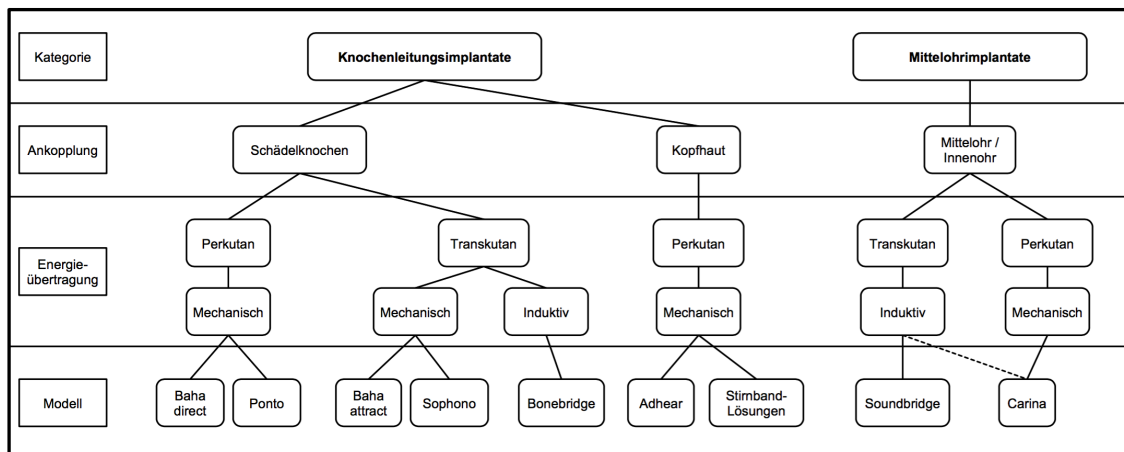 Kategorie
Knochenleitungsimplantate
Mittelohrimplantate
Ankopplung
Schädelknochen
Kopfhaut
Mittelohr /
Innenohr
Energie-
übertragung
Perkutan
Transkutan
Perkutan
Transkutan
Perkutan
Mechanisch
Mechanisch
Induktiv
Mechanisch
Induktiv
Mechanisch
Modell
Baha
direct
Ponto
Baha
attract
Sophono
Bonebridge
Adhear
Stirnband-
Lösungen
Soundbridge
Carina